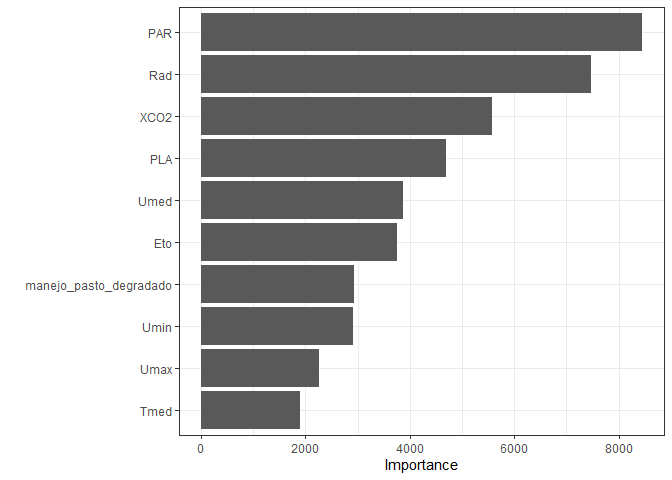 PAR
Rad
XCO2
PLA
Umed
Eto
manejo_pasto_degradado
Umin
Umax
Tmed
0 2000 4000 6000 8000
Importance